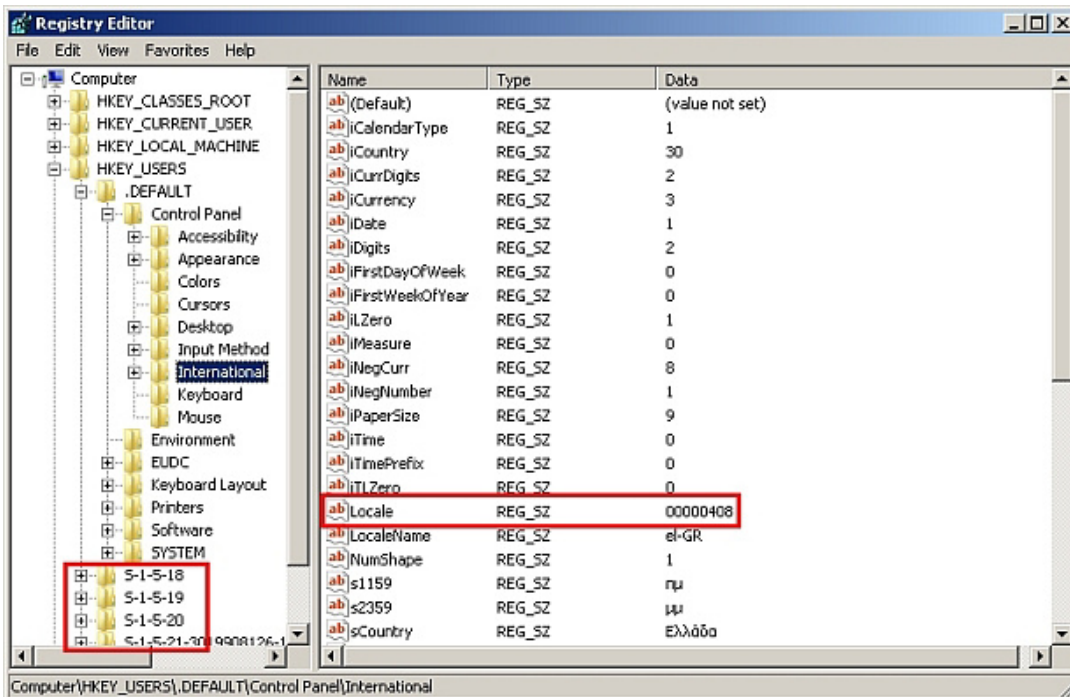 Registry Editor
File Edit View Favorites Help
Computer
HKEY_CLASSES_ROOT
HKEY_CURRENT_USER
HKEY_LOCAL_MACHINE
HKEY_USERS
.DEFAULT
Control Panel
Accessibility
Appearance
Colors
Cursors
Desktop
Input Method
International
Keyboard
Mouse
Environment
EUDC
Keyboard Layout
Printers
Software
SYSTEM
S-1-5-18
S-1-5-19
S-1-5-20
S-1-5-21-3019908126-1
Name Type Data
(Default) REG_SZ (value not set)
iCalendarType REG_SZ 1
iCountry REG_SZ 30
iCurrDigits REG_SZ 2
iCurrency REG_SZ 3
iDate REG_SZ 1
iDigits REG_SZ 2
iFirstDayOfWeek REG_SZ 0
iFirstWeekOfYear REG_SZ 0
iLZero REG_SZ 1
iMeasure REG_SZ 0
iNegCurr REG_SZ 8
iNegNumber REG_SZ 1
iPaperSize REG_SZ 9
iTime REG_SZ 0
iTimePrefix REG_SZ 0
iTLZero REG_SZ 0
Locale REG_SZ 00000408
LocaleName REG_SZ el-GR
NumShape REG_SZ 1
s1159 REG_SZ πμ
s2359 REG_SZ μμ
sCountry REG_SZ Ελλάδα
Computer\HKEY_USERS\.DEFAULT\Control Panel\International